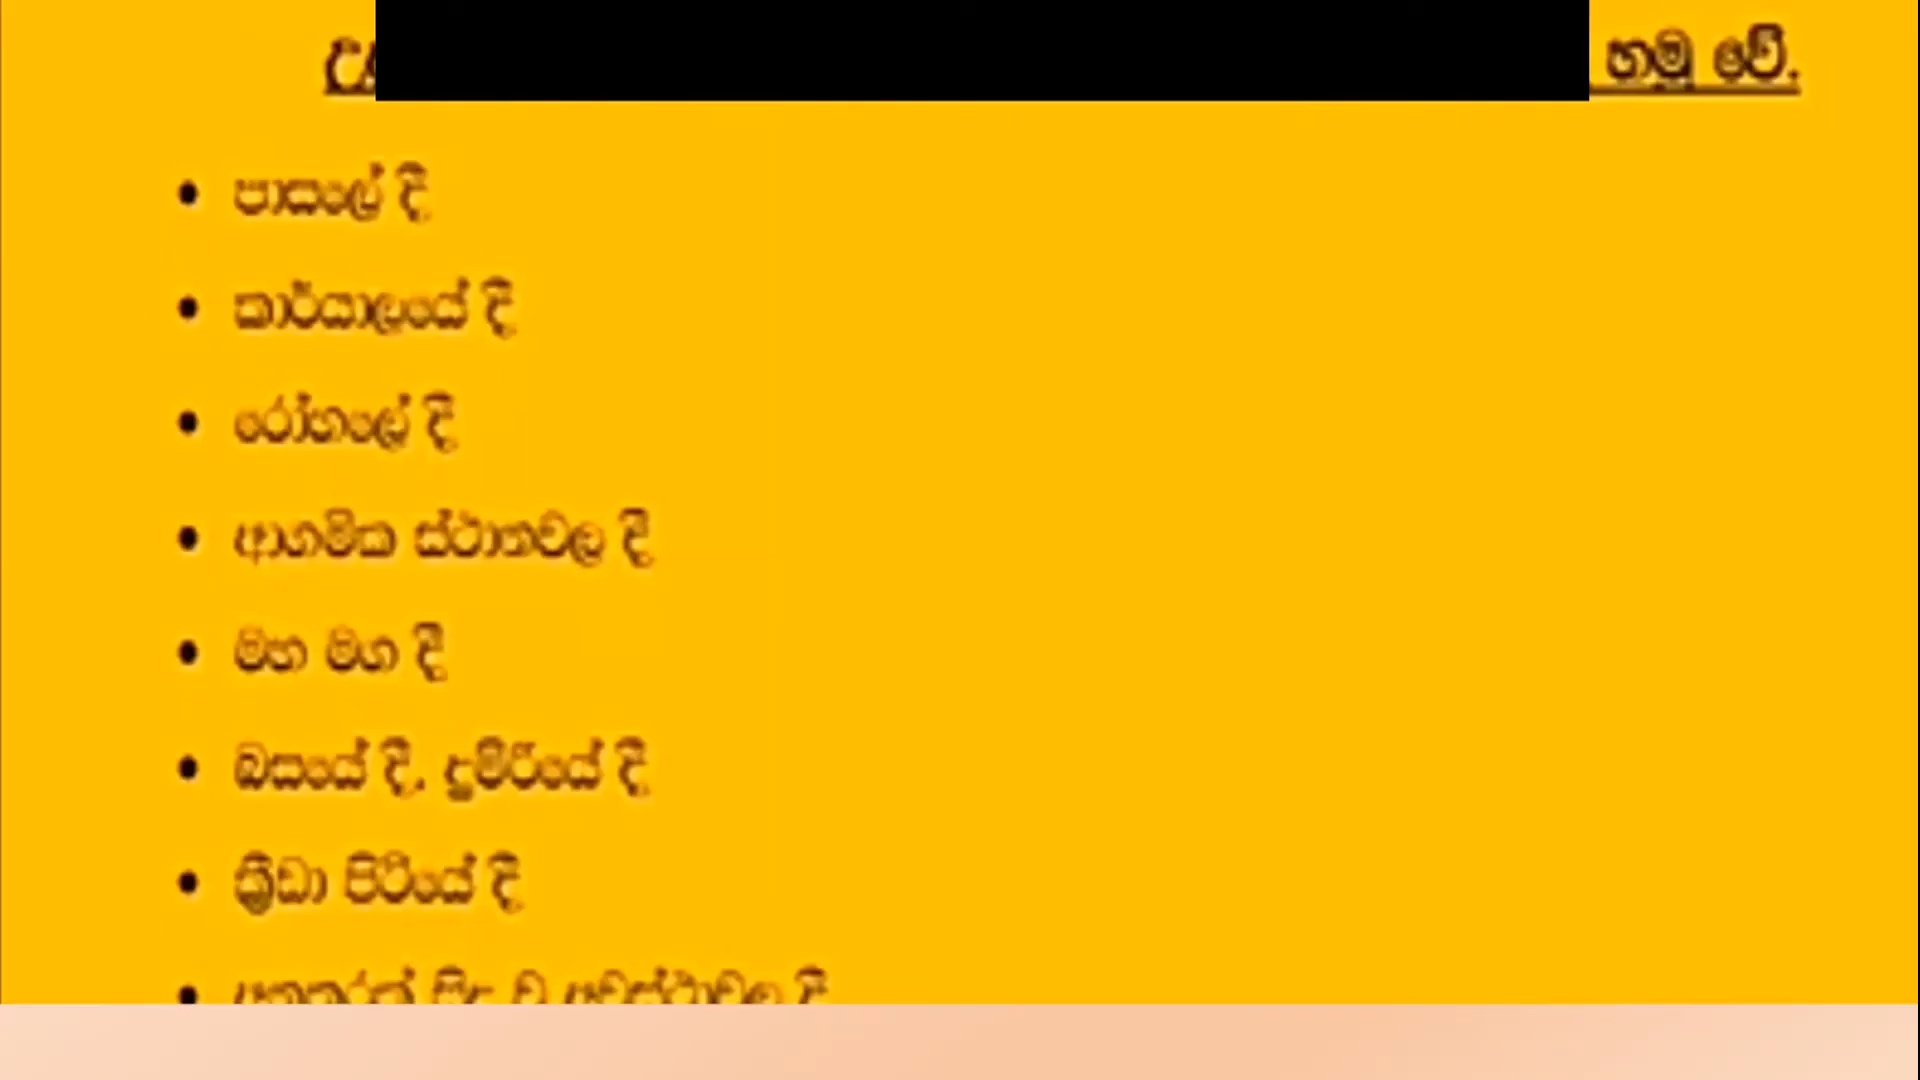 හමු වේ.
• පාසලේ දී
• කාර්යාලයේ දී
• රෝහලේ දී
• ආගමික ස්ථානවල දී
• මහ මග දී
• බසයේ දී, දුම්රියේ දී
• ක්‍රීඩා පිටියේ දී